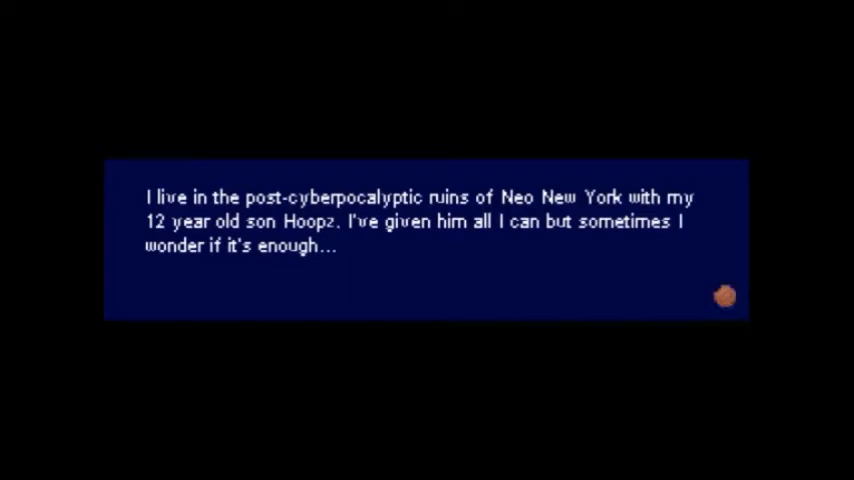 I live in the post-cyberpocalyptic ruins of Neo New York with my
12 year old son Hoopz. I've given him all I can but sometimes I
wonder if it's enough...